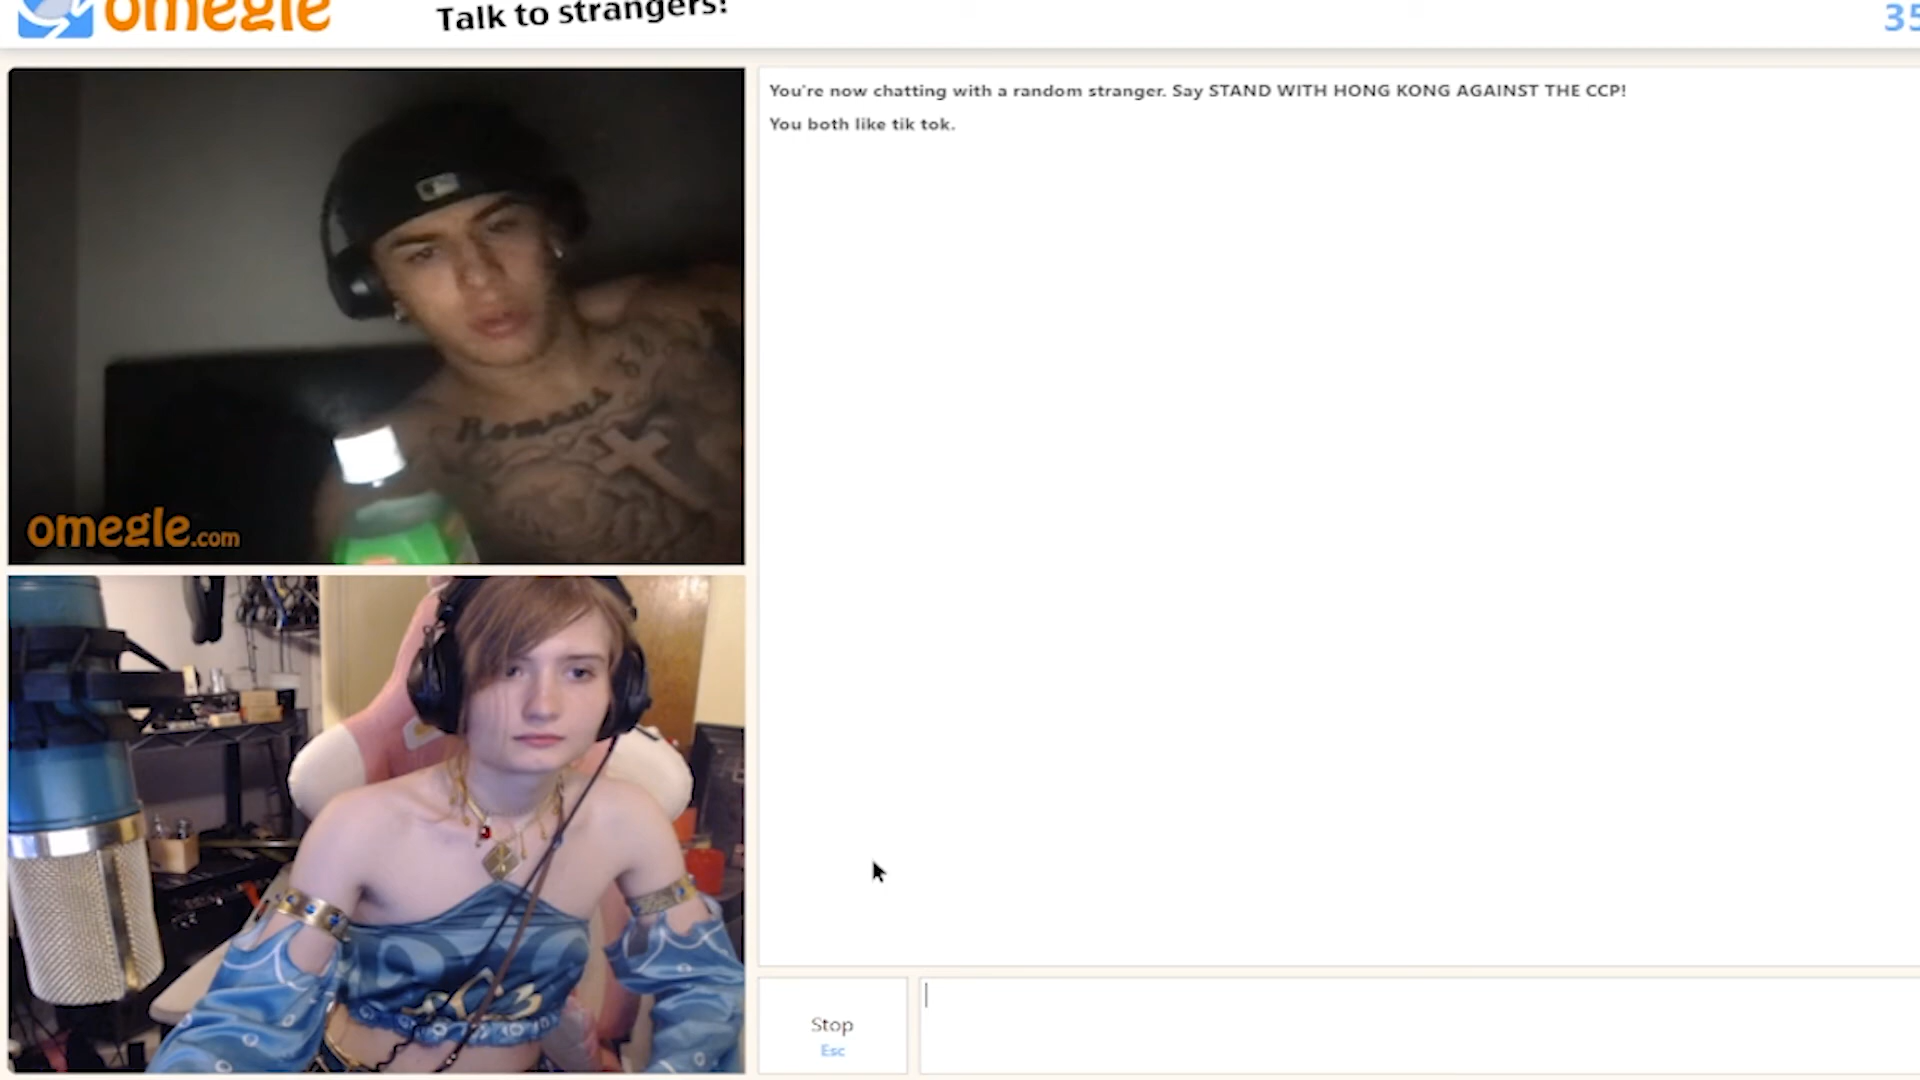 omegle
Talk to strangers!
35
You're now chatting with a random stranger. Say STAND WITH HONG KONG AGAINST THE CCP!
You both like tik tok.
Romans
omegle.com
Stop
Esc